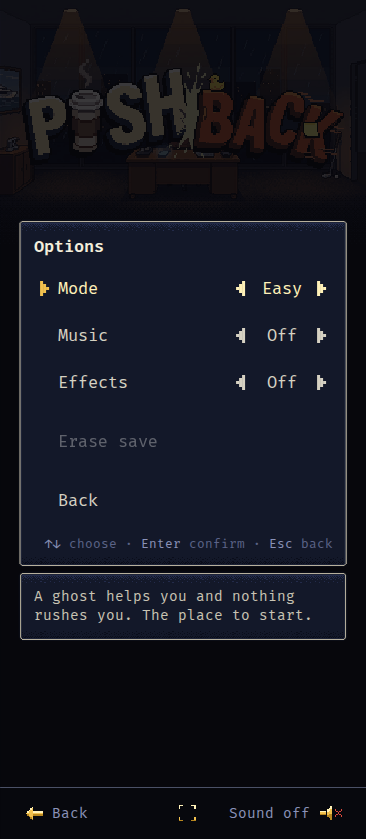 PUSHBACK
Options
Mode Easy
Music Off
Effects Off
Erase save
Back
↑↓ choose · Enter confirm · Esc back
A ghost helps you and nothing
rushes you. The place to start.
Back Sound off